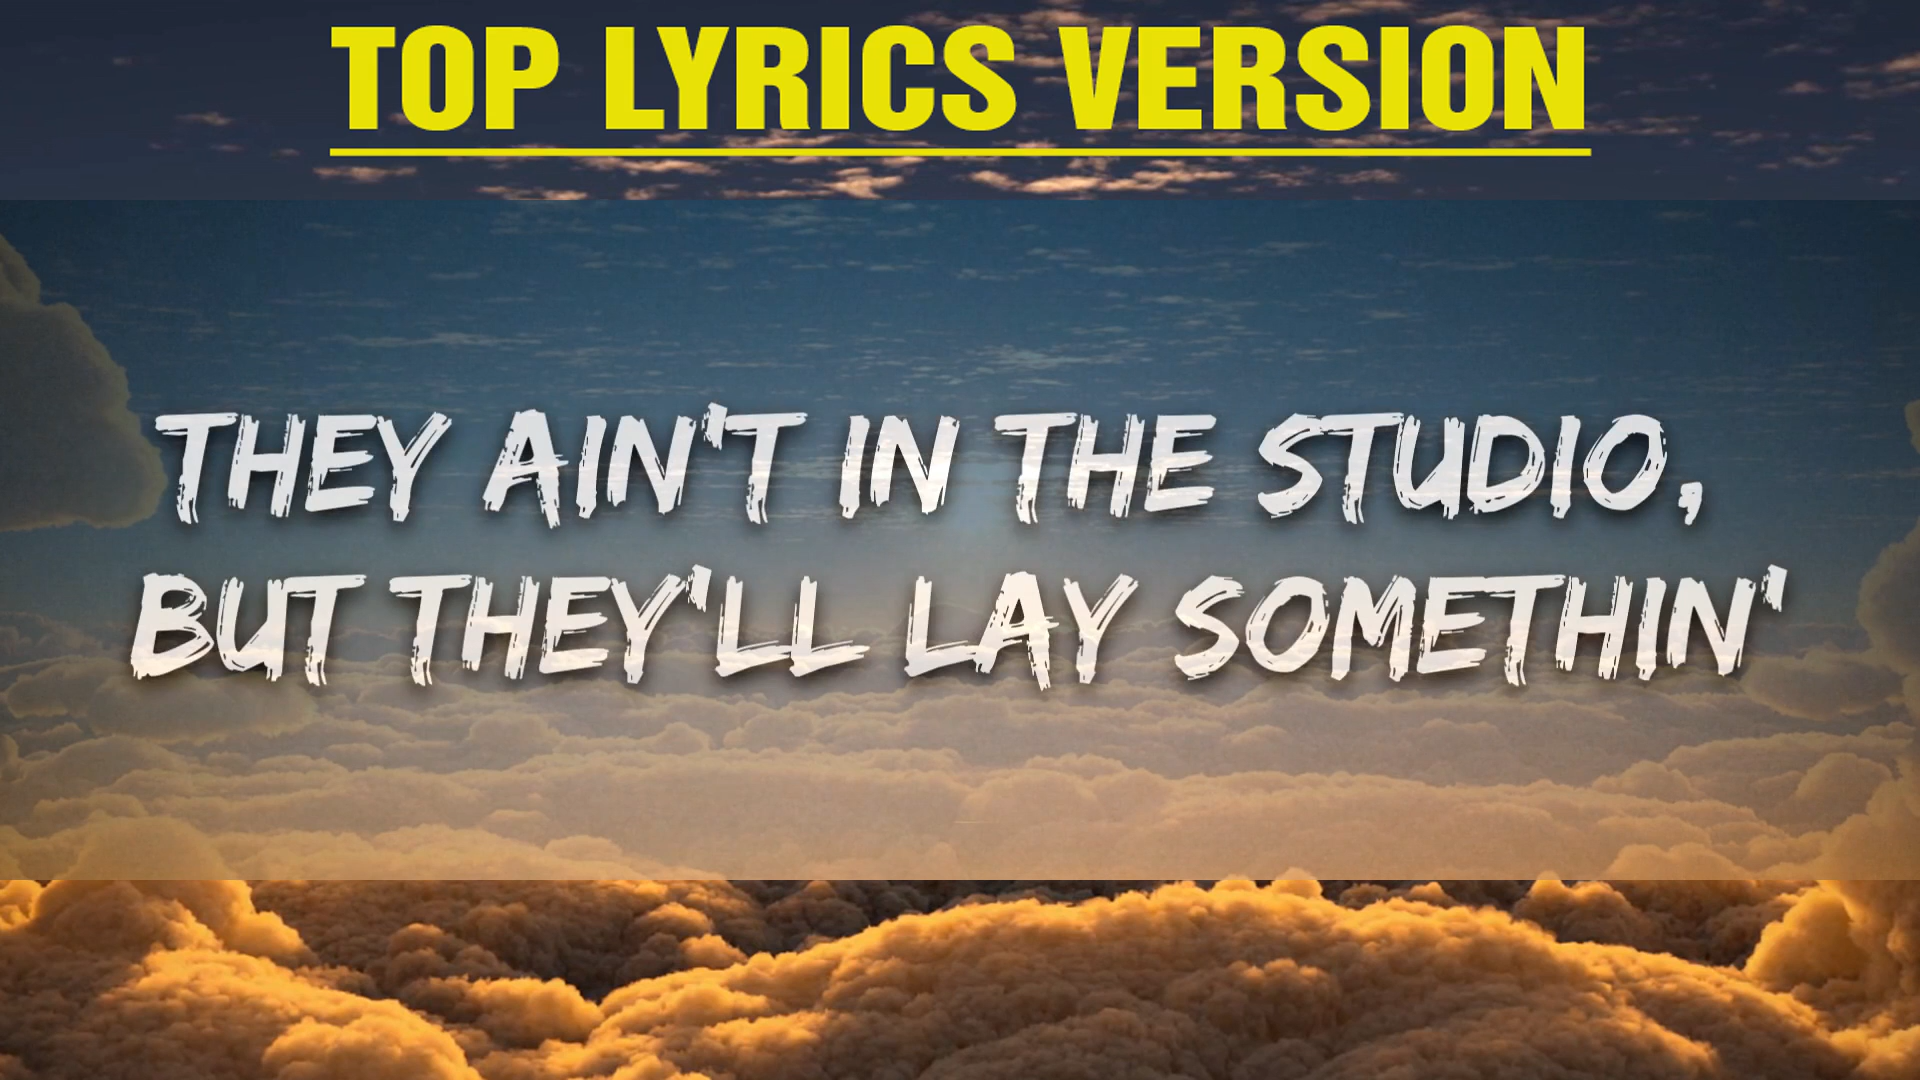 TOP LYRICS VERSION
THEY AIN'T IN THE STUDIO,
BUT THEY'LL LAY SOMETHIN'